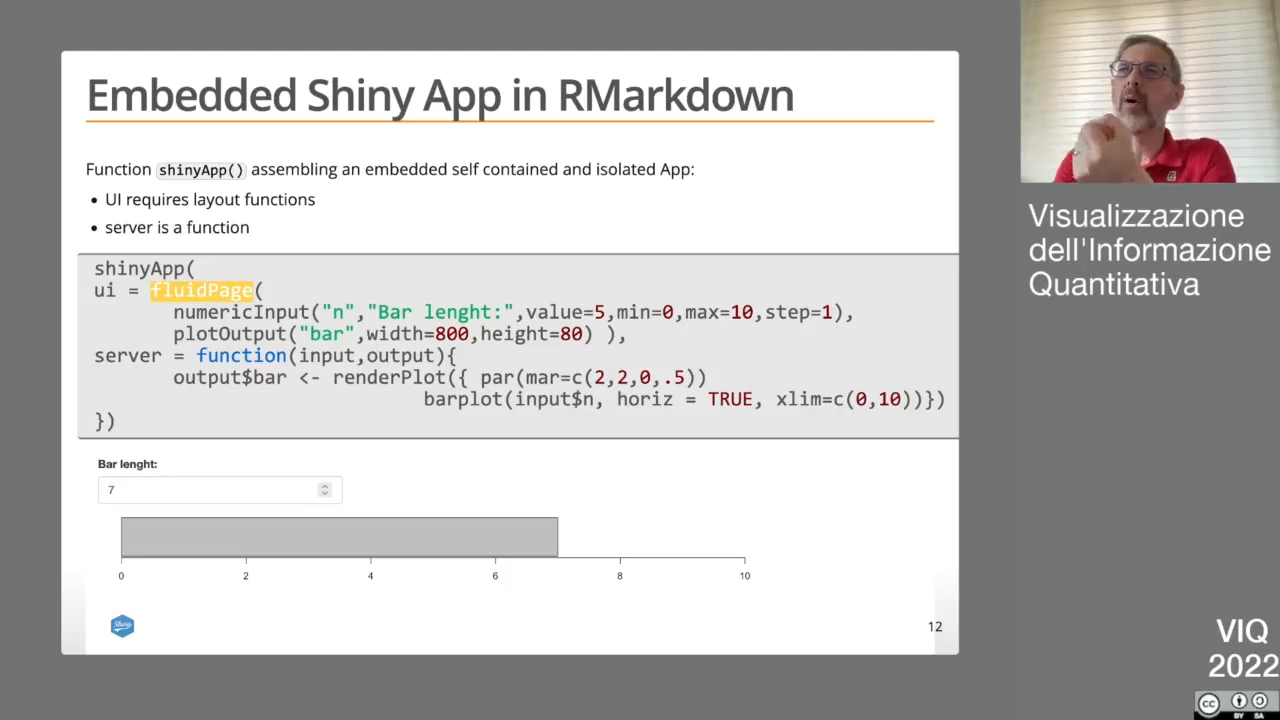 Embedded Shiny App in RMarkdown
Function shinyApp() assembling an embedded self contained and isolated App:
• UI requires layout functions
• server is a function
shinyApp(
ui = fluidPage(
numericInput("n","Bar lenght:",value=5,min=0,max=10,step=1),
plotOutput("bar",width=800,height=80) ),
server = function(input,output){
output$bar <- renderPlot({ par(mar=c(2,2,0,.5))
barplot(input$n, horiz = TRUE, xlim=c(0,10))})
})
Bar lenght:
7
0 2 4 6 8 10
Shiny
12
Visualizzazione
dell'Informazione
Quantitativa
VIQ
2022
cc
BY SA